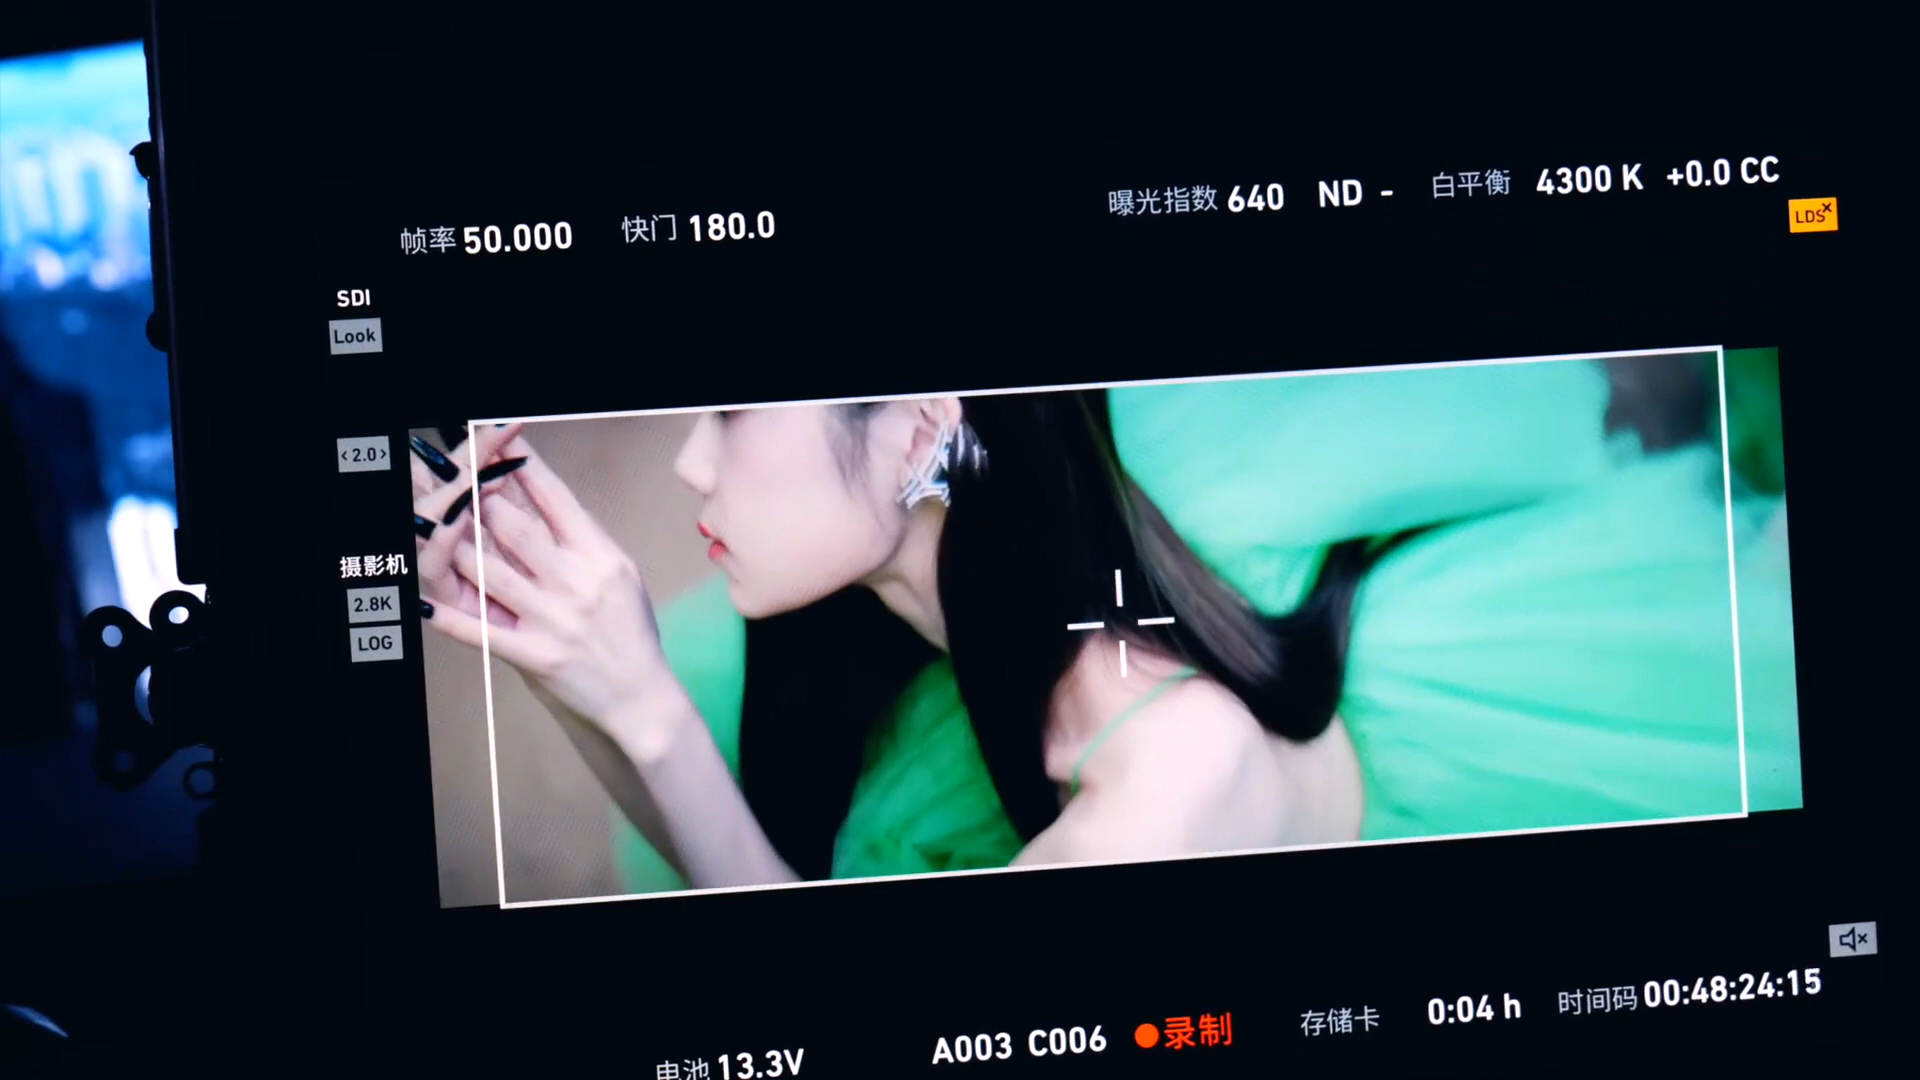 帧率 50.000 快门 180.0 曝光指数 640 ND - 白平衡 4300 K +0.0 CC
LDS
SDI
Look
2.0
摄影机
2.8K
LOG
电池 13.3V A003 C006 录制 存储卡 0:04 h 时间码 00:48:24:15